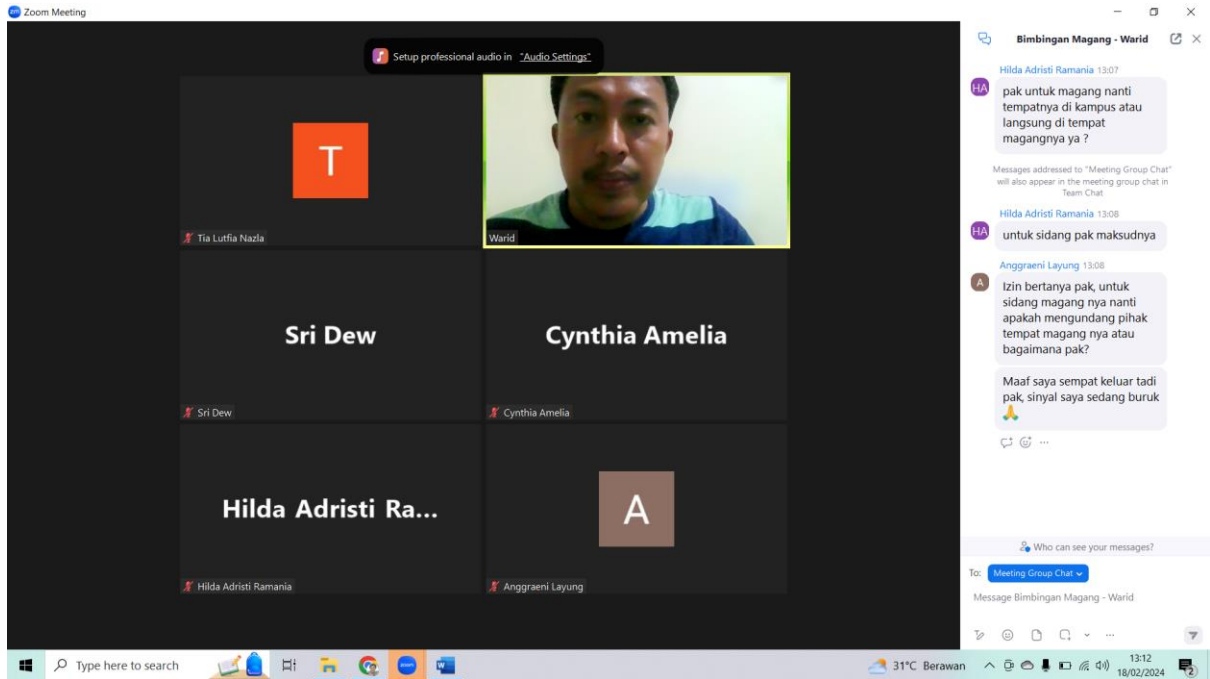 Zoom Meeting
Setup professional audio in "Audio Settings"
T
Tia Lutfia Nazla
Warid
Sri Dew
Sri Dew
Cynthia Amelia
Cynthia Amelia
Hilda Adristi Ra...
Hilda Adristi Ramania
A
Anggraeni Layung
Bimbingan Magang - Warid
Hilda Adristi Ramania 13:07
HA
pak untuk magang nanti
tempatnya di kampus atau
langsung di tempat
magangnya ya ?
Messages addressed to "Meeting Group Chat"
will also appear in the meeting group chat in
Team Chat
Hilda Adristi Ramania 13:08
HA
untuk sidang pak maksudnya
Anggraeni Layung 13:08
A
Izin bertanya pak, untuk
sidang magang nya nanti
apakah mengundang pihak
tempat magang nya atau
bagaimana pak?
Maaf saya sempat keluar tadi
pak, sinyal saya sedang buruk
🙏
Who can see your messages?
To: Meeting Group Chat
Message Bimbingan Magang - Warid
Type here to search
31°C Berawan
13:12
18/02/2024
2